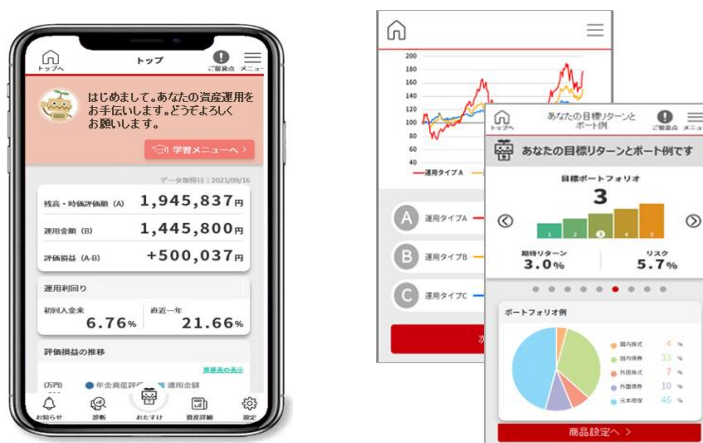 トップへ
トップ
ご留意点
メニュー
はじめまして。あなたの資産運用を
お手伝いします。どうぞよろしく
お願いします。
学習メニューへ >
データ取得日：2021/09/16
残高・時価評価額 (A) 1,945,837円
運用金額 (B) 1,445,800円
評価損益 (A-B) +500,037円
運用利回り
初回入金来 6.76%
直近一年 21.66%
評価損益の推移
推移表の表示
(万円)
運用金額
お知らせ
診断
おたすけ
資産詳細
設定
200
180
160
140
120
100
80
60
40
運用タイプA
A 運用タイプA
B 運用タイプB
C 運用タイプC
トップへ
あなたの目標リターンと
ポート例
ご留意点
あなたの目標リターンとポート例です
目標ポートフォリオ
3
1 2 3 4 5
期待リターン
3.0%
リスク
5.7%
ポートフォリオ例
国内株式 4 %
国内債券 33 %
外国株式 7 %
外国債券 10 %
元本確保 46 %
商品設定へ >